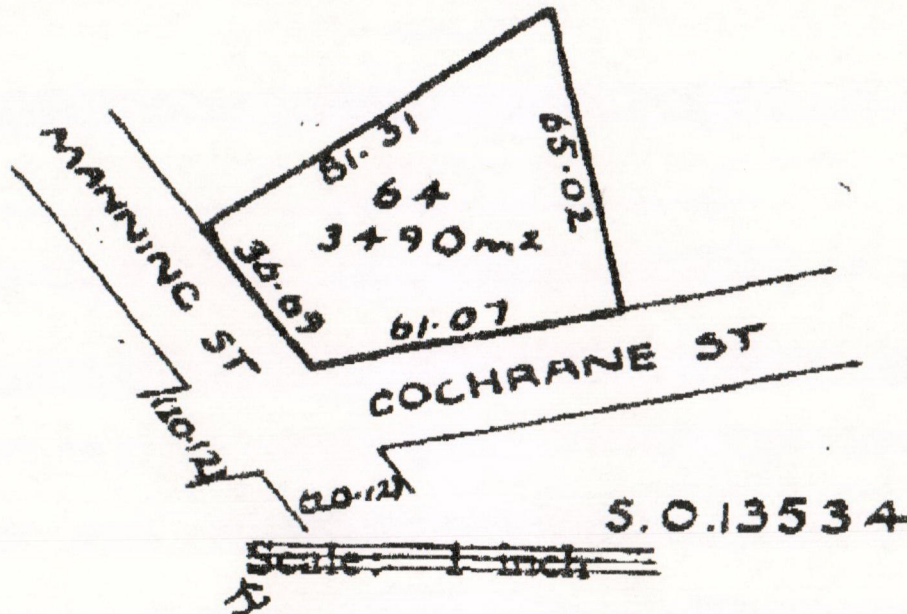 MANNING ST
81.31
64
3490m2
65.02
36.69
61.07
COCHRANE ST
(20.12)
(20.12)
S.O.13534
Scale: 1 inch